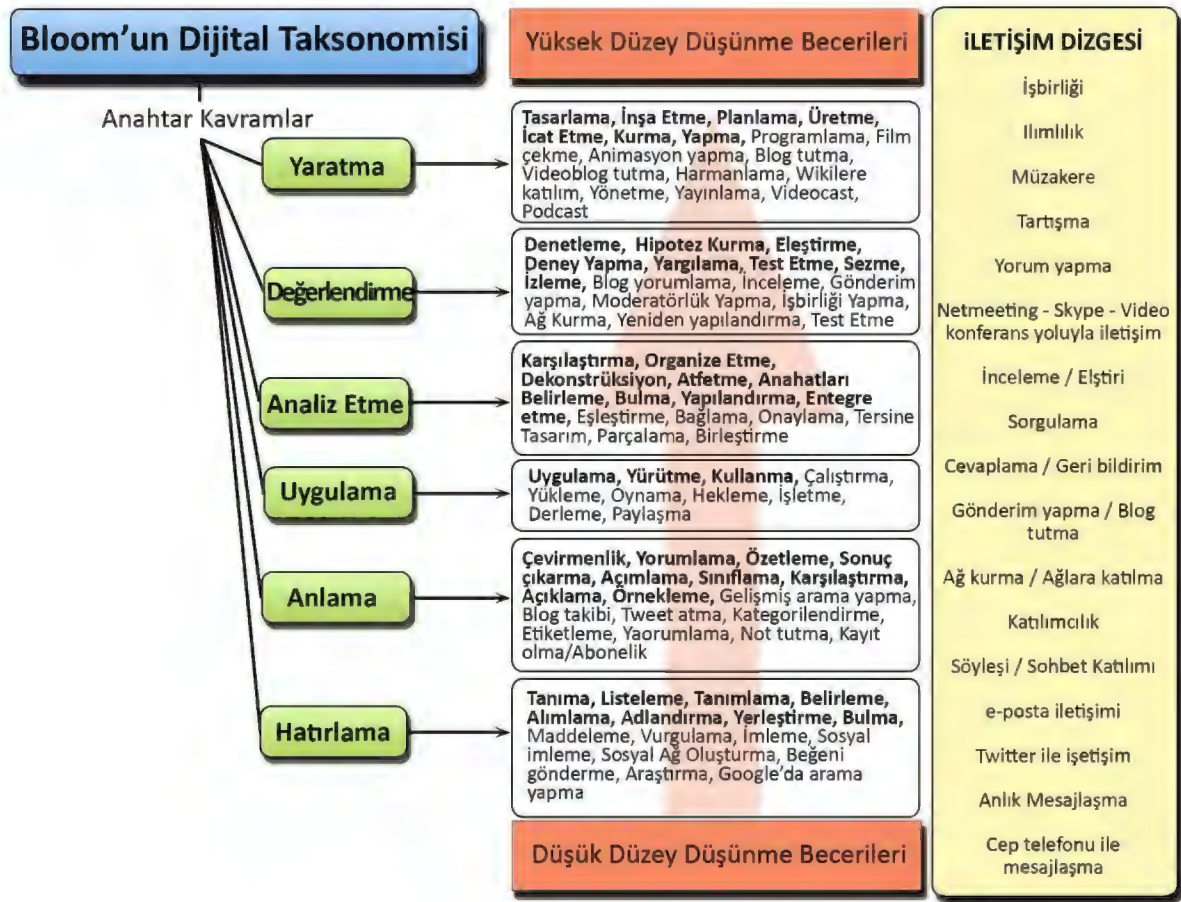 Bloom'un Dijital Taksonomisi
Anahtar Kavramlar
Yüksek Düzey Düşünme Becerileri
Yaratma
Tasarlama, İnşa Etme, Planlama, Üretme,
İcat Etme, Kurma, Yapma, Programlama, Film
çekme, Animasyon yapma, Blog tutma,
Videoblog tutma, Harmanlama, Wikilere
katılım, Yönetme, Yayınlama, Videocast,
Podcast
Değerlendirme
Denetleme, Hipotez Kurma, Eleştirme,
Deney Yapma, Yargılama, Test Etme, Sezme,
İzleme, Blog yorumlama, İnceleme, Gönderim
yapma, Moderatörlük Yapma, İşbirliği Yapma,
Ağ Kurma, Yeniden yapılandırma, Test Etme
Analiz Etme
Karşılaştırma, Organize Etme,
Dekonstrüksiyon, Atfetme, Anahatları
Belirleme, Bulma, Yapılandırma, Entegre
etme, Eşleştirme, Bağlama, Onaylama, Tersine
Tasarım, Parçalama, Birleştirme
Uygulama
Uygulama, Yürütme, Kullanma, Çalıştırma,
Yükleme, Oynama, Hekleme, İşletme,
Derleme, Paylaşma
Anlama
Çevirmenlik, Yorumlama, Özetleme, Sonuç
çıkarma, Açımlama, Sınıflama, Karşılaştırma,
Açıklama, Örnekleme, Gelişmiş arama yapma,
Blog takibi, Tweet atma, Kategorilendirme,
Etiketleme, Yaorumlama, Not tutma, Kayıt
olma/Abonelik
Hatırlama
Tanıma, Listeleme, Tanımlama, Belirleme,
Alımlama, Adlandırma, Yerleştirme, Bulma,
Maddeleme, Vurgulama, İmleme, Sosyal
imleme, Sosyal Ağ Oluşturma, Beğeni
gönderme, Araştırma, Google'da arama
yapma
Düşük Düzey Düşünme Becerileri
iLETİŞİM DİZGESİ
İşbirliği
Ilımlılık
Müzakere
Tartışma
Yorum yapma
Netmeeting - Skype - Video
konferans yoluyla iletişim
İnceleme / Elştiri
Sorgulama
Cevaplama / Geri bildirim
Gönderim yapma / Blog
tutma
Ağ kurma / Ağlara katılma
Katılımcılık
Söyleşi / Sohbet Katılımı
e-posta iletişimi
Twitter ile işetişim
Anlık Mesajlaşma
Cep telefonu ile
mesajlaşma